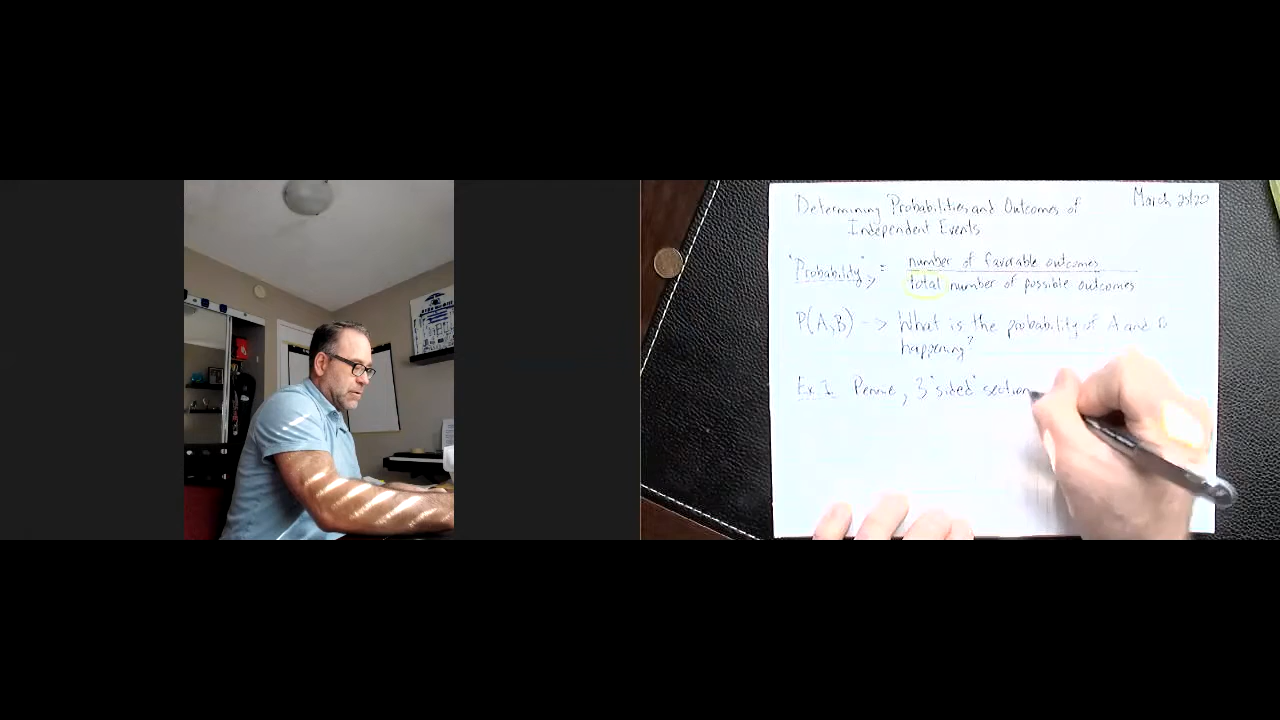 Determining Probabilities and Outcomes of
March 25/20
Independent Events
"Probability" = number of favorable outcomes
total number of possible outcomes
P(A,B) -> What is the probability of A and B
happening?
Ex. 1 Pennie, 3 "sided" section